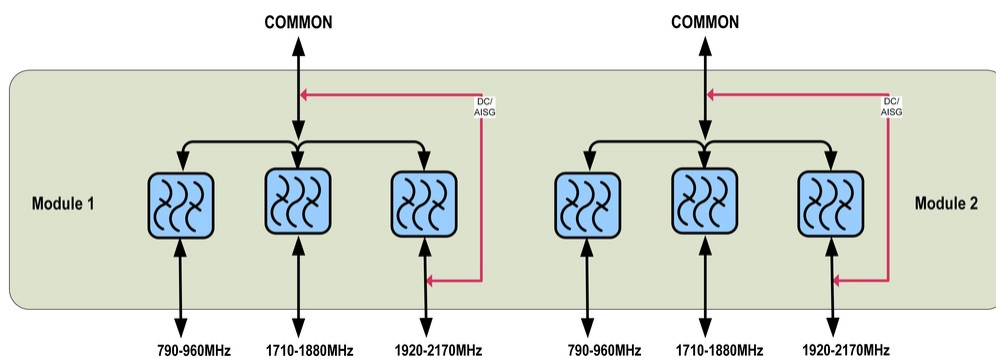 COMMON
COMMON
DC/
AISG
DC/
AISG
Module 1
Module 2
790-960MHz
1710-1880MHz
1920-2170MHz
790-960MHz
1710-1880MHz
1920-2170MHz